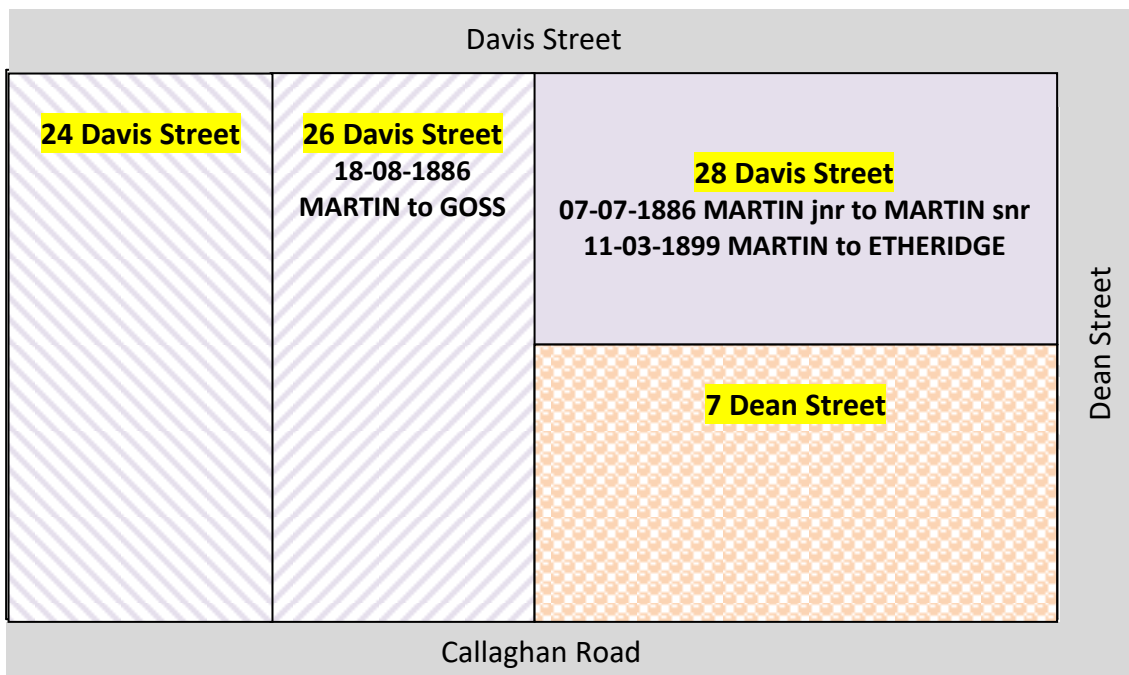 Davis Street
24 Davis Street
26 Davis Street
18-08-1886
MARTIN to GOSS
28 Davis Street
07-07-1886 MARTIN jnr to MARTIN snr
11-03-1899 MARTIN to ETHERIDGE
Dean Street
7 Dean Street
Callaghan Road